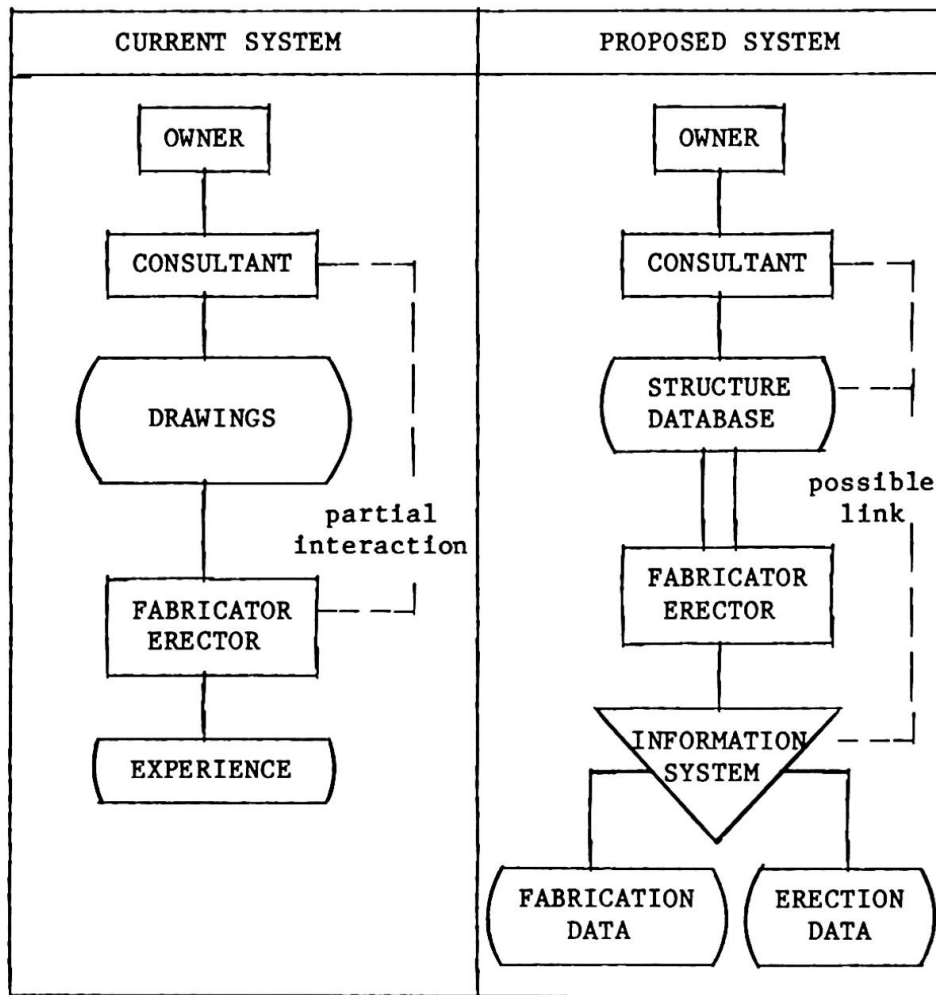 CURRENT SYSTEM
OWNER
CONSULTANT
DRAWINGS
partial
interaction
FABRICATOR
ERECTOR
EXPERIENCE
PROPOSED SYSTEM
OWNER
CONSULTANT
STRUCTURE
DATABASE
possible
link
FABRICATOR
ERECTOR
INFORMATION
SYSTEM
FABRICATION
DATA
ERECTION
DATA